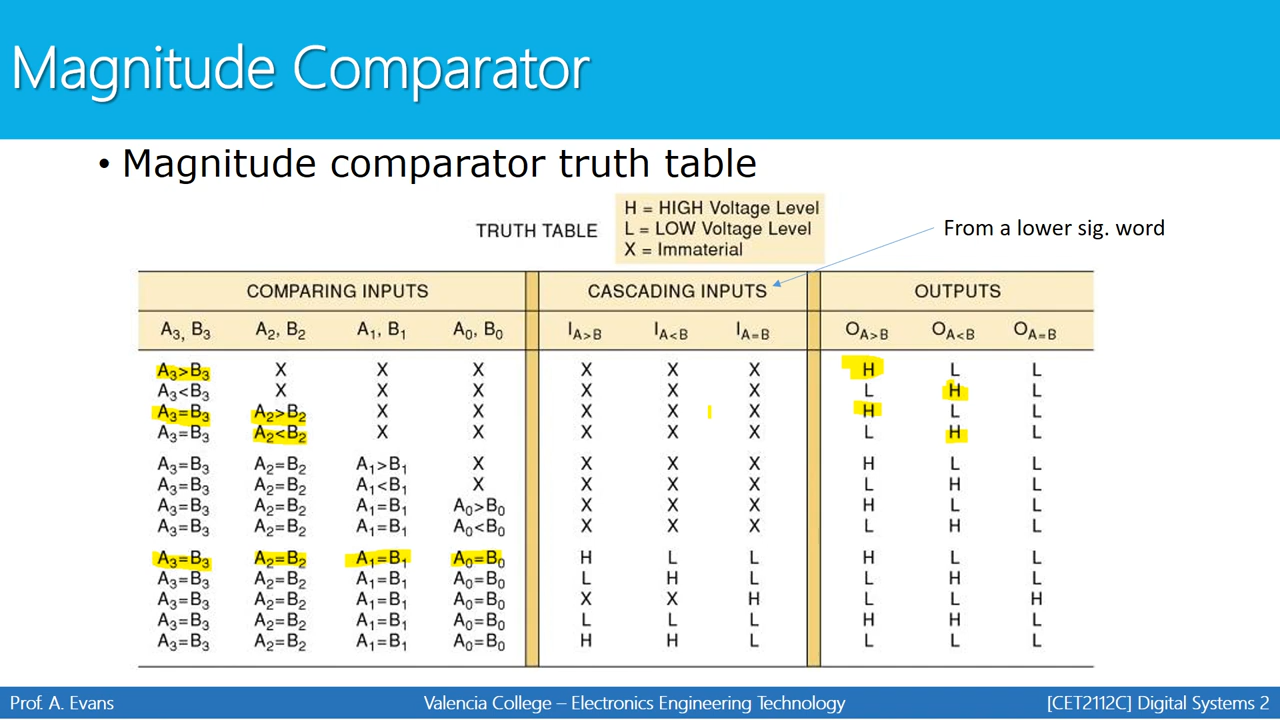 Magnitude Comparator
• Magnitude comparator truth table
TRUTH TABLE
H = HIGH Voltage Level
L = LOW Voltage Level
X = Immaterial
From a lower sig. word
COMPARING INPUTS CASCADING INPUTS OUTPUTS
A₃, B₃ A₂, B₂ A₁, B₁ A₀, B₀ I_A>B I_A<B I_A=B O_A>B O_A<B O_A=B
A₃>B₃ X X X X X X H L L
A₃<B₃ X X X X X X L H L
A₃=B₃ A₂>B₂ X X X X X H L L
A₃=B₃ A₂<B₂ X X X X X L H L
A₃=B₃ A₂=B₂ A₁>B₁ X X X X H L L
A₃=B₃ A₂=B₂ A₁<B₁ X X X X L H L
A₃=B₃ A₂=B₂ A₁=B₁ A₀>B₀ X X X H L L
A₃=B₃ A₂=B₂ A₁=B₁ A₀<B₀ X X X L H L
A₃=B₃ A₂=B₂ A₁=B₁ A₀=B₀ H L L H L L
A₃=B₃ A₂=B₂ A₁=B₁ A₀=B₀ L H L L H L
A₃=B₃ A₂=B₂ A₁=B₁ A₀=B₀ X X H L L H
A₃=B₃ A₂=B₂ A₁=B₁ A₀=B₀ L L L H H L
A₃=B₃ A₂=B₂ A₁=B₁ A₀=B₀ H H L L L L
Prof. A. Evans Valencia College – Electronics Engineering Technology [CET2112C] Digital Systems 2